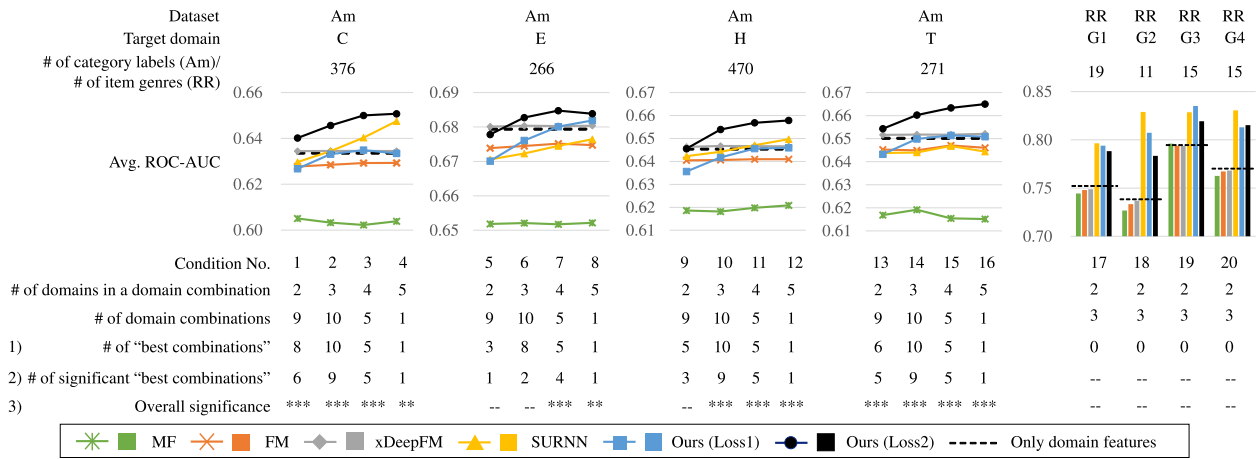 Dataset Am Am Am Am RR RR RR RR
Target domain C E H T G1 G2 G3 G4
# of category labels (Am)/
# of item genres (RR) 376 266 470 271 19 11 15 15
0.66 0.69 0.67 0.67 0.85
0.64 0.68 0.66 0.66 0.80
Avg. ROC-AUC
0.65 0.65
0.62 0.67 0.64 0.64 0.75
0.63 0.63
0.66 0.62 0.62
0.60 0.65 0.61 0.61 0.70
Condition No. 1 2 3 4 5 6 7 8 9 10 11 12 13 14 15 16 17 18 19 20
# of domains in a domain combination 2 3 4 5 2 3 4 5 2 3 4 5 2 3 4 5 2 2 2 2
# of domain combinations 9 10 5 1 9 10 5 1 9 10 5 1 9 10 5 1 3 3 3 3
1) # of “best combinations” 8 10 5 1 3 8 5 1 5 10 5 1 6 10 5 1 0 0 0 0
2) # of significant “best combinations” 6 9 5 1 1 2 4 1 3 9 5 1 5 9 5 1 -- -- -- --
3) Overall significance *** *** *** ** -- -- *** ** -- *** *** *** *** *** *** *** -- -- -- --
MF FM xDeepFM SURNN Ours (Loss1) Ours (Loss2) Only domain features